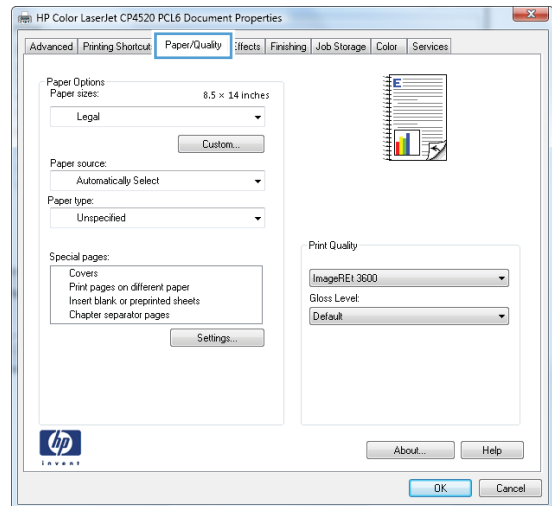 HP Color LaserJet CP4520 PCL6 Document Properties
Advanced Printing Shortcut Paper/Quality Effects Finishing Job Storage Color Services
Paper Options
Paper sizes: 8.5 × 14 inches
Legal
Custom...
Paper source:
Automatically Select
Paper type:
Unspecified
Special pages:
Covers
Print pages on different paper
Insert blank or preprinted sheets
Chapter separator pages
Settings...
E
Print Quality
ImageREt 3600
Gloss Level:
Default
hp
invent
About... Help
OK Cancel